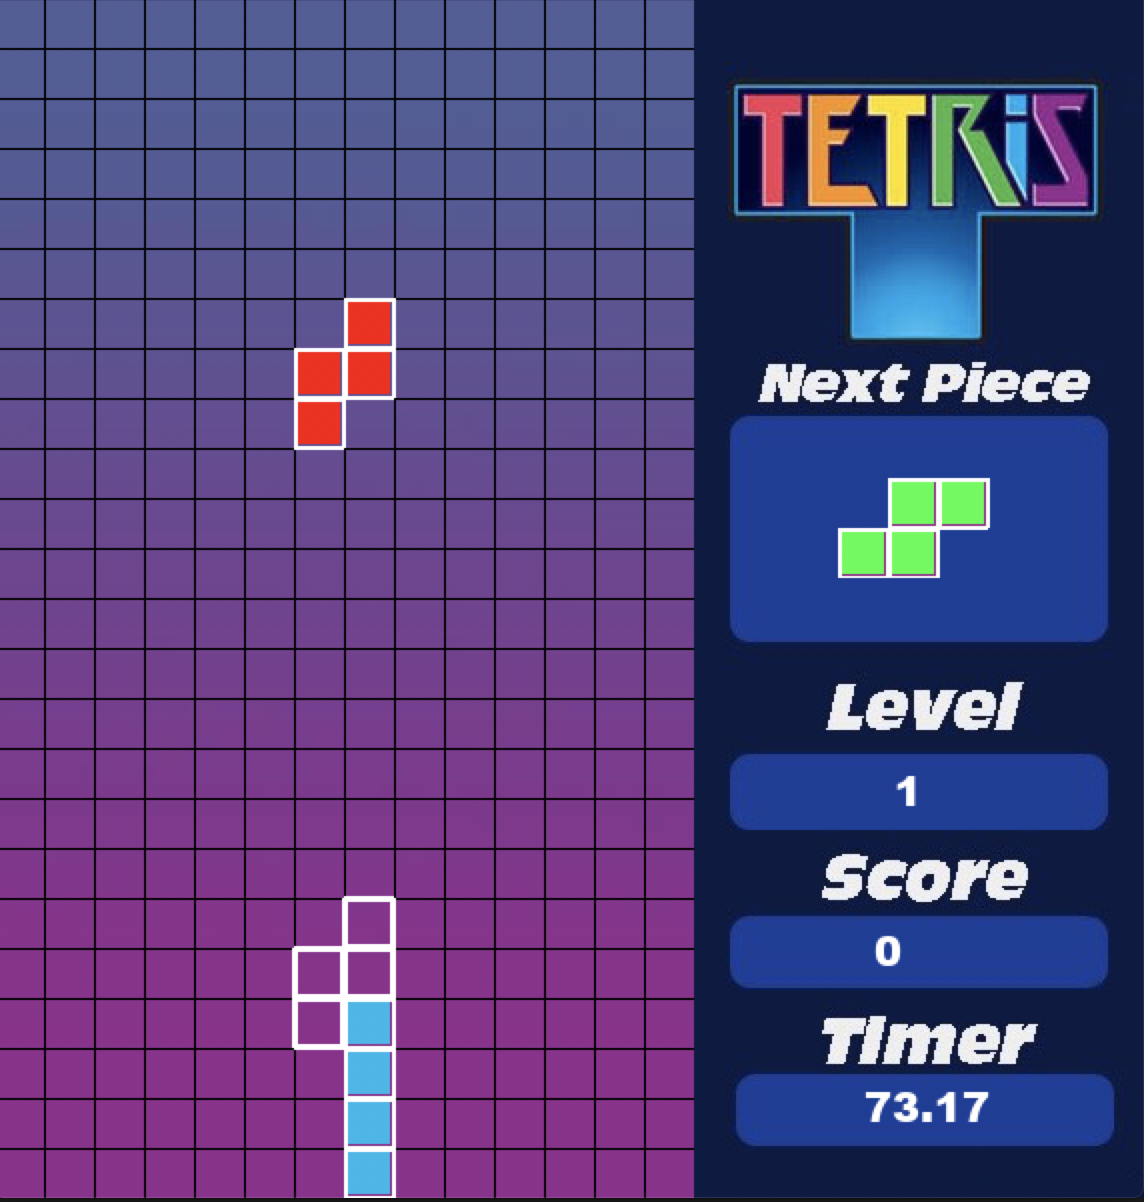 TETRiS
Next Piece
Level
1
Score
0
Timer
73.17